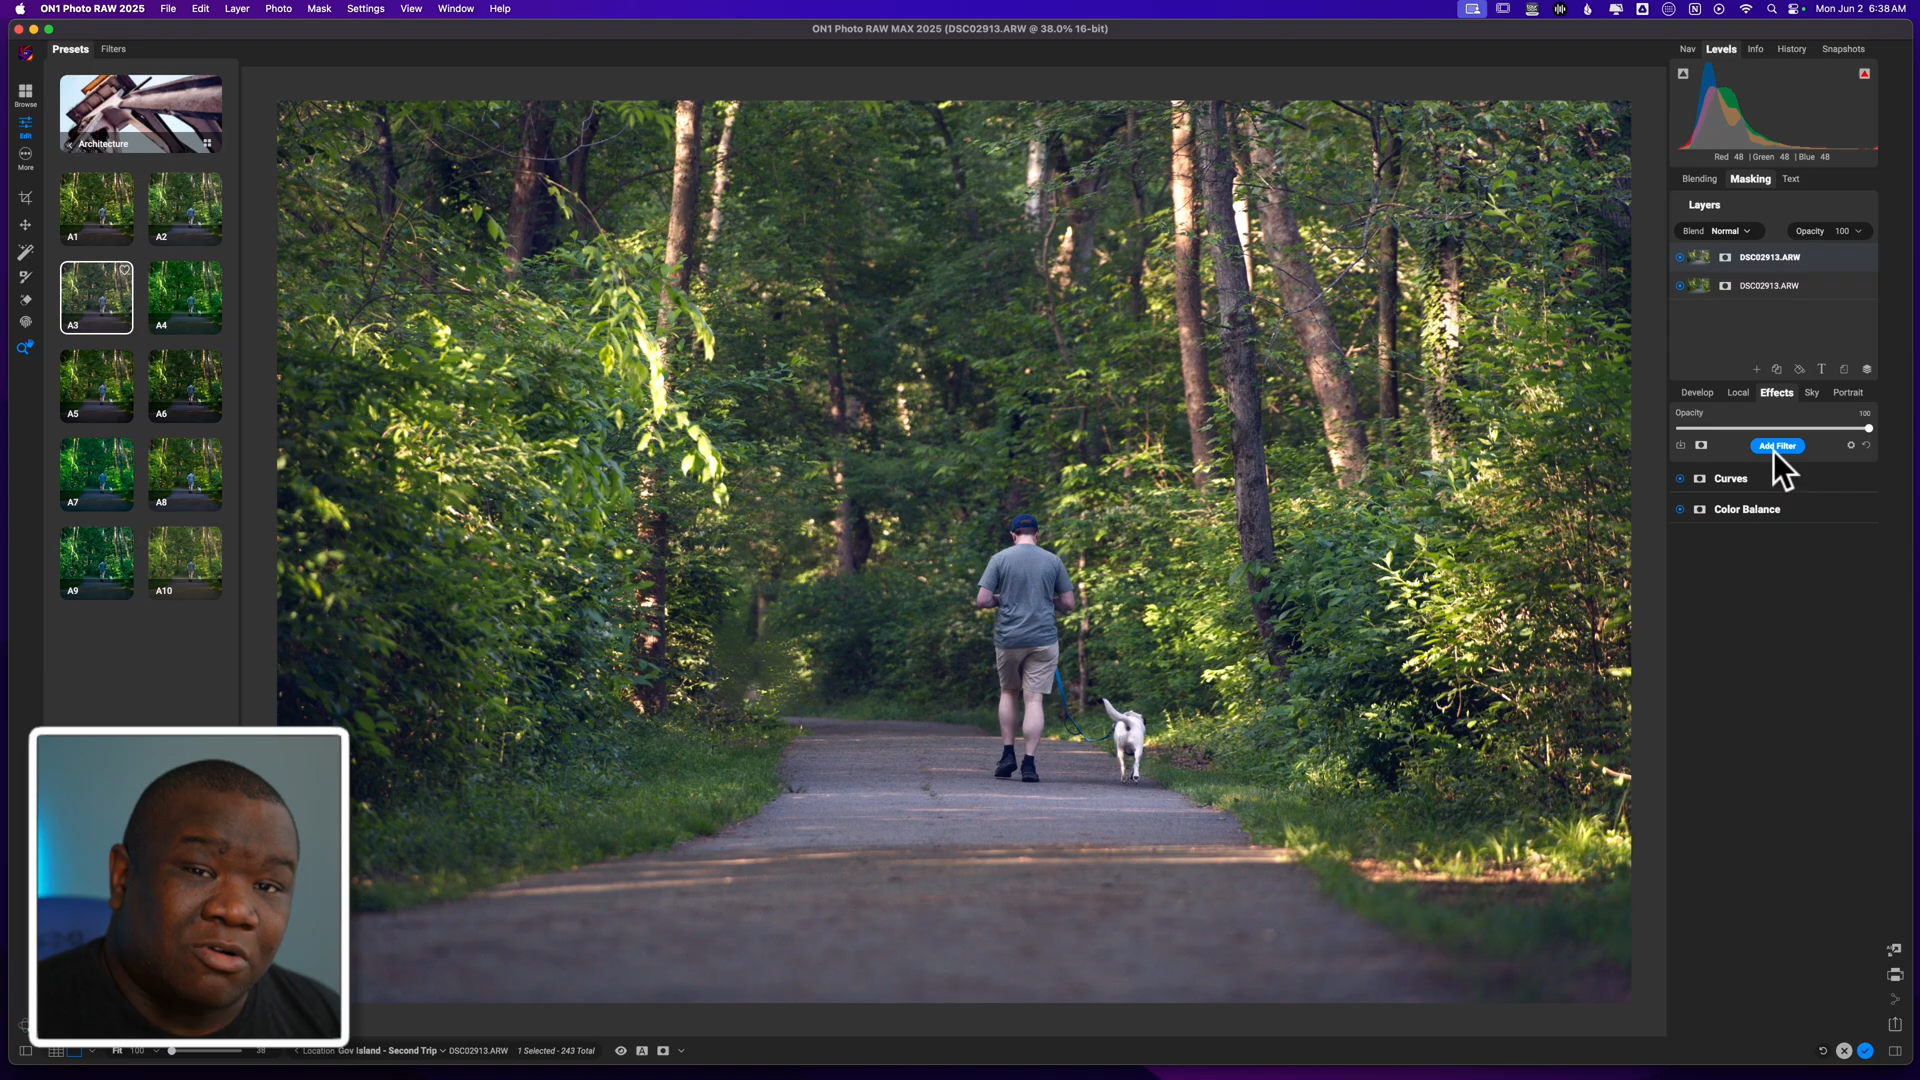 ON1 Photo RAW 2025 File Edit Layer Photo Mask Settings View Window Help Mon Jun 2 6:38 AM
ON1 Photo RAW MAX 2025 (DSC02913.ARW @ 38.0% 16-bit)
Presets Filters
Nav Levels Info History Snapshots
Browse
Edit
More
Architecture
A1 A2
A3 A4
A5 A6
A7 A8
A9 A10
Red 48 | Green 48 | Blue 48
Blending Masking Text
Layers
Blend Normal Opacity 100
DSC02913.ARW
DSC02913.ARW
Develop Local Effects Sky Portrait
Opacity 100
Add Filter
Curves
Color Balance
Fit 100 38 Location Gov Island - Second Trip DSC02913.ARW 1 Selected - 243 Total